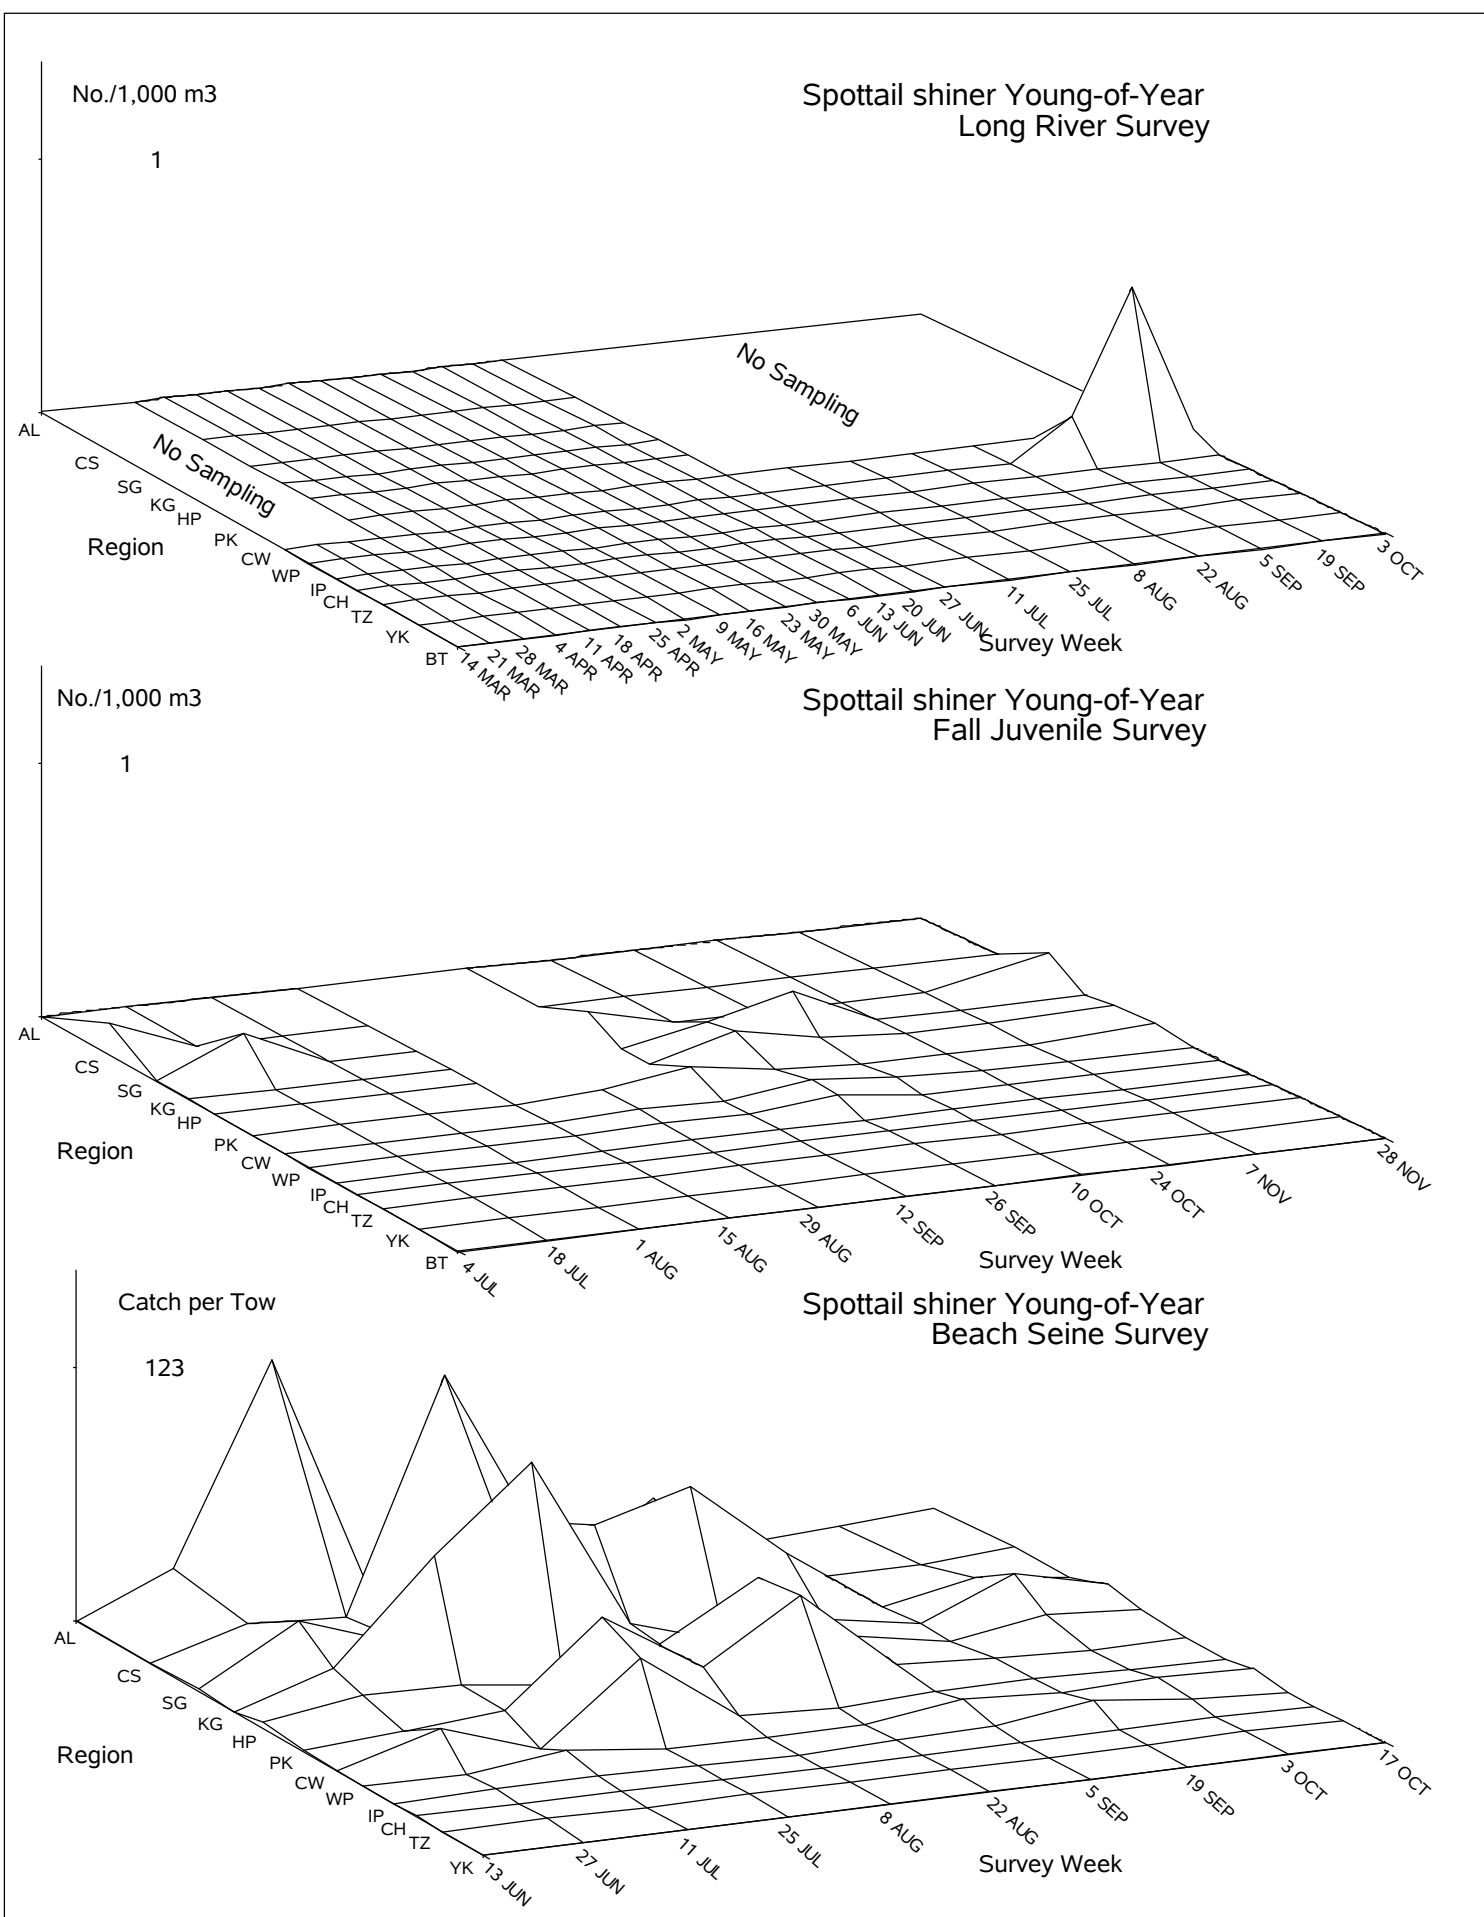 No./1,000 m3
Spottail shiner Young-of-Year
Long River Survey
1
No Sampling
No Sampling
AL
CS
SG
KG
HP
PK
CW
WP
IP
CH
TZ
YK
BT
Region
14 MAR
21 MAR
28 MAR
4 APR
11 APR
18 APR
25 APR
2 MAY
9 MAY
16 MAY
23 MAY
30 MAY
6 JUN
13 JUN
20 JUN
27 JUN
11 JUL
25 JUL
8 AUG
22 AUG
5 SEP
19 SEP
3 OCT
Survey Week
No./1,000 m3
Spottail shiner Young-of-Year
Fall Juvenile Survey
1
AL
CS
SG
KG
HP
PK
CW
WP
IP
CH
TZ
YK
BT
Region
4 JUL
18 JUL
1 AUG
15 AUG
29 AUG
12 SEP
26 SEP
10 OCT
24 OCT
7 NOV
28 NOV
Survey Week
Catch per Tow
Spottail shiner Young-of-Year
Beach Seine Survey
123
AL
CS
SG
KG
HP
PK
CW
WP
IP
CH
TZ
YK
Region
13 JUN
27 JUN
11 JUL
25 JUL
8 AUG
22 AUG
5 SEP
19 SEP
3 OCT
17 OCT
Survey Week